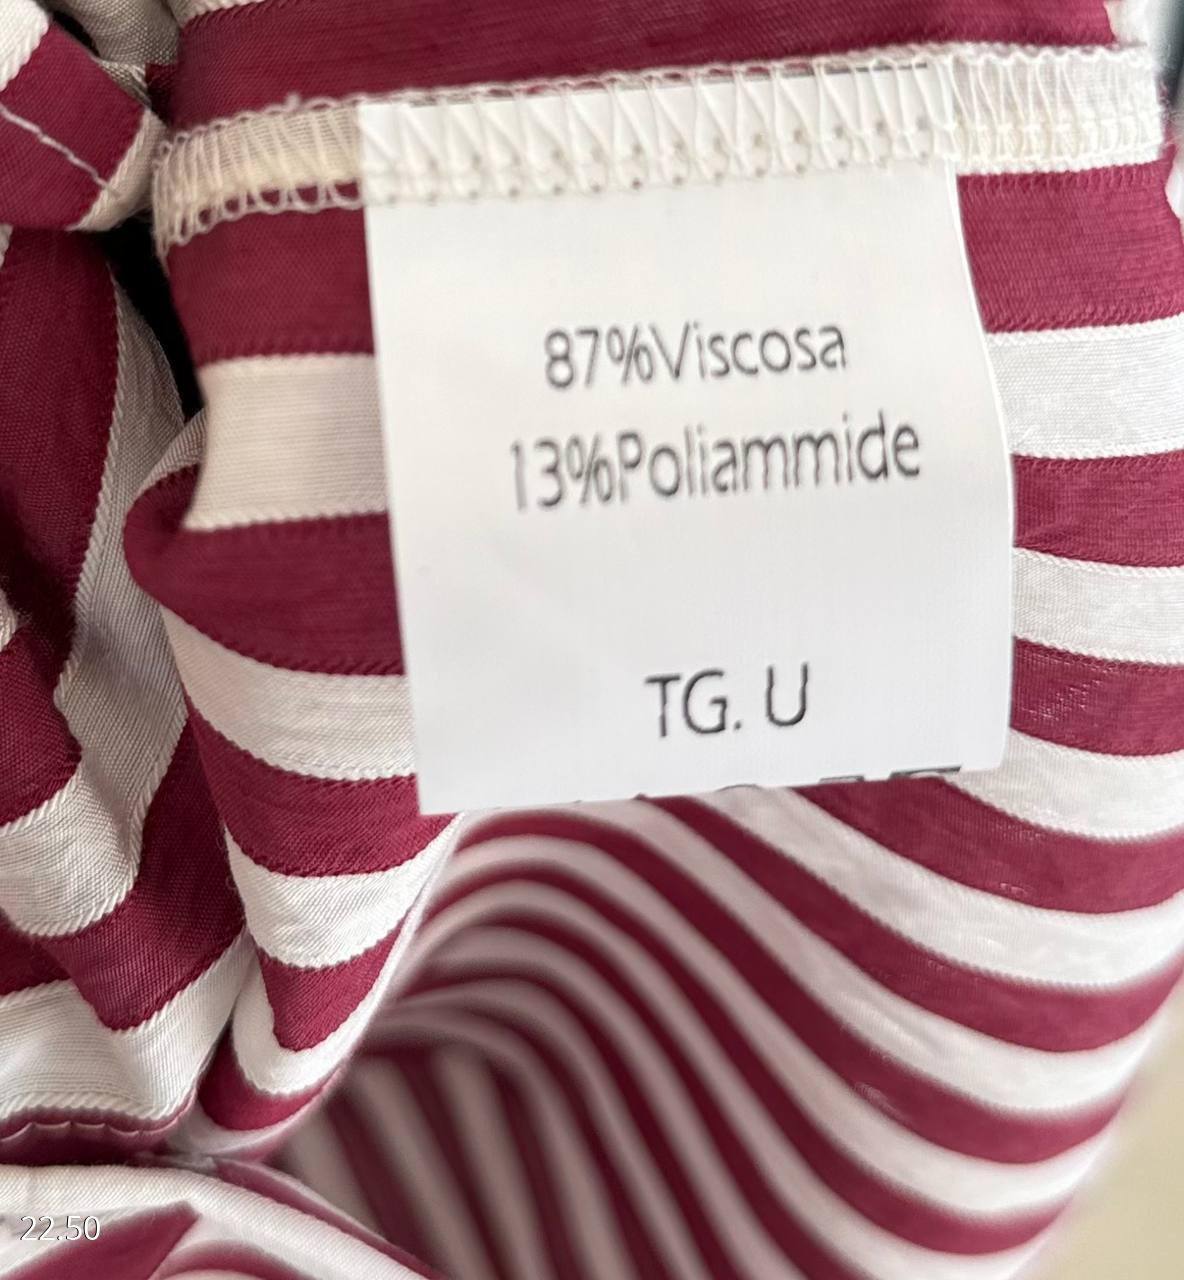 87%Viscosa
13%Poliammide
TG. U
22.50